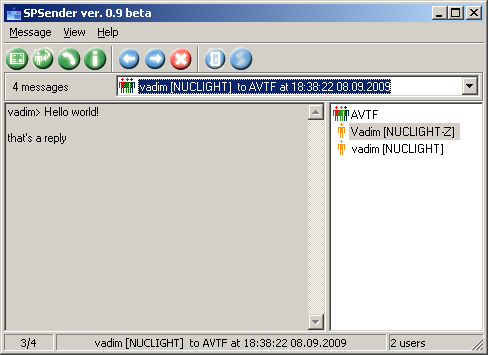 SPSender ver. 0.9 beta
Message View Help
4 messages
vadim [NUCLIGHT] to AVTF at 18:38:22 08.09.2009
vadim> Hello world!
that's a reply
AVTF
Vadim [NUCLIGHT-Z]
vadim [NUCLIGHT]
3/4
vadim [NUCLIGHT] to AVTF at 18:38:22 08.09.2009
2 users